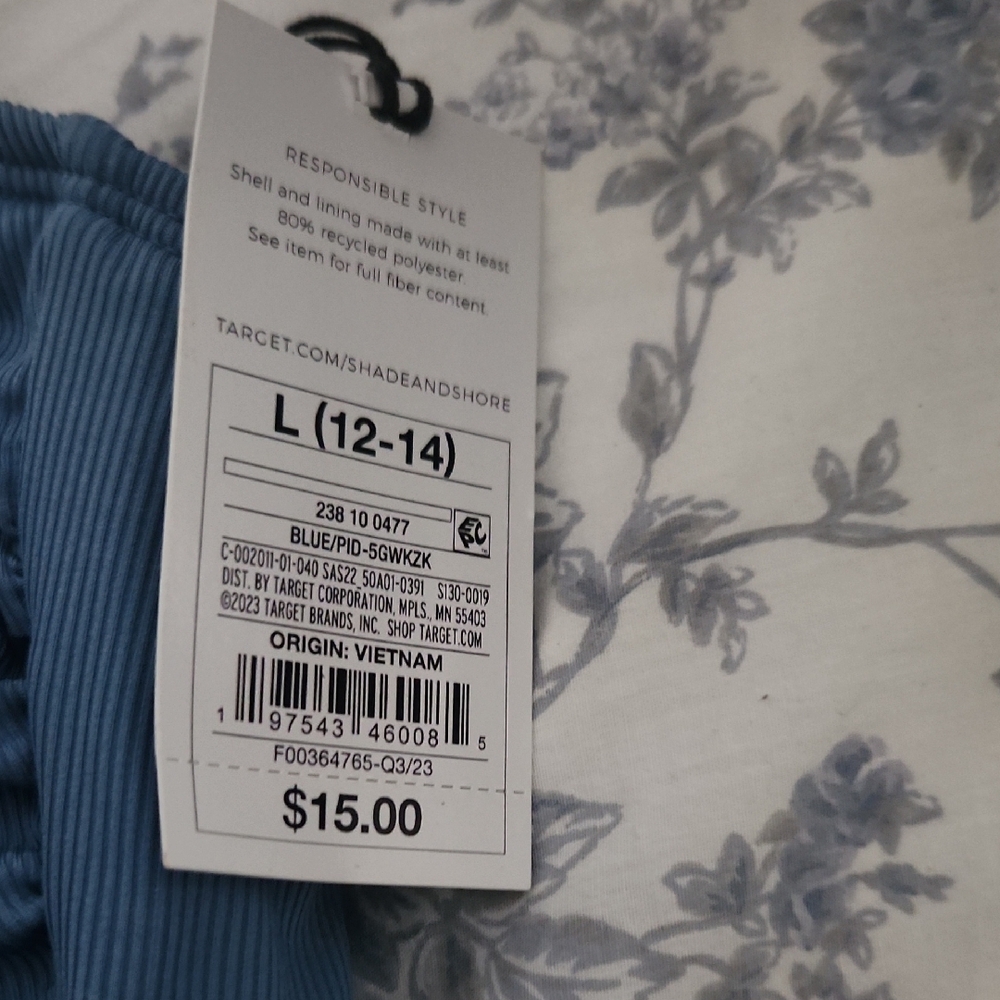 RESPONSIBLE STYLE
Shell and lining made with at least
80% recycled polyester.
See item for full fiber content.
TARGET.COM/SHADEANDSHORE
L (12-14)
238 10 0477
EPC
BLUE/PID-5GWKZK
C-002011-01-040 SAS22_50A01-0391 S130-0019
DIST. BY TARGET CORPORATION, MPLS., MN 55403
©2023 TARGET BRANDS, INC. SHOP TARGET.COM
ORIGIN: VIETNAM
1 97543 46008 5
F00364765-Q3/23
$15.00